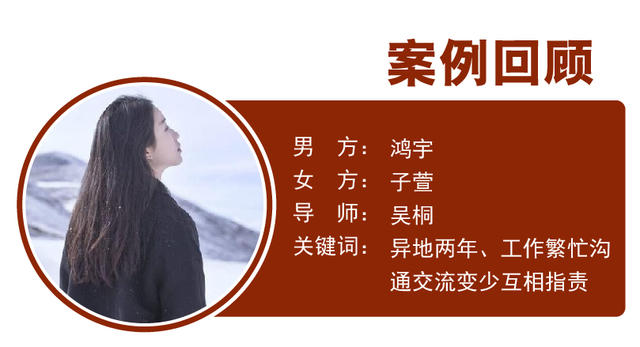 案例回顾
男 方： 鸿宇
女 方： 子萱
导 师： 吴桐
关键词： 异地两年、工作繁忙沟
通交流变少互相指责